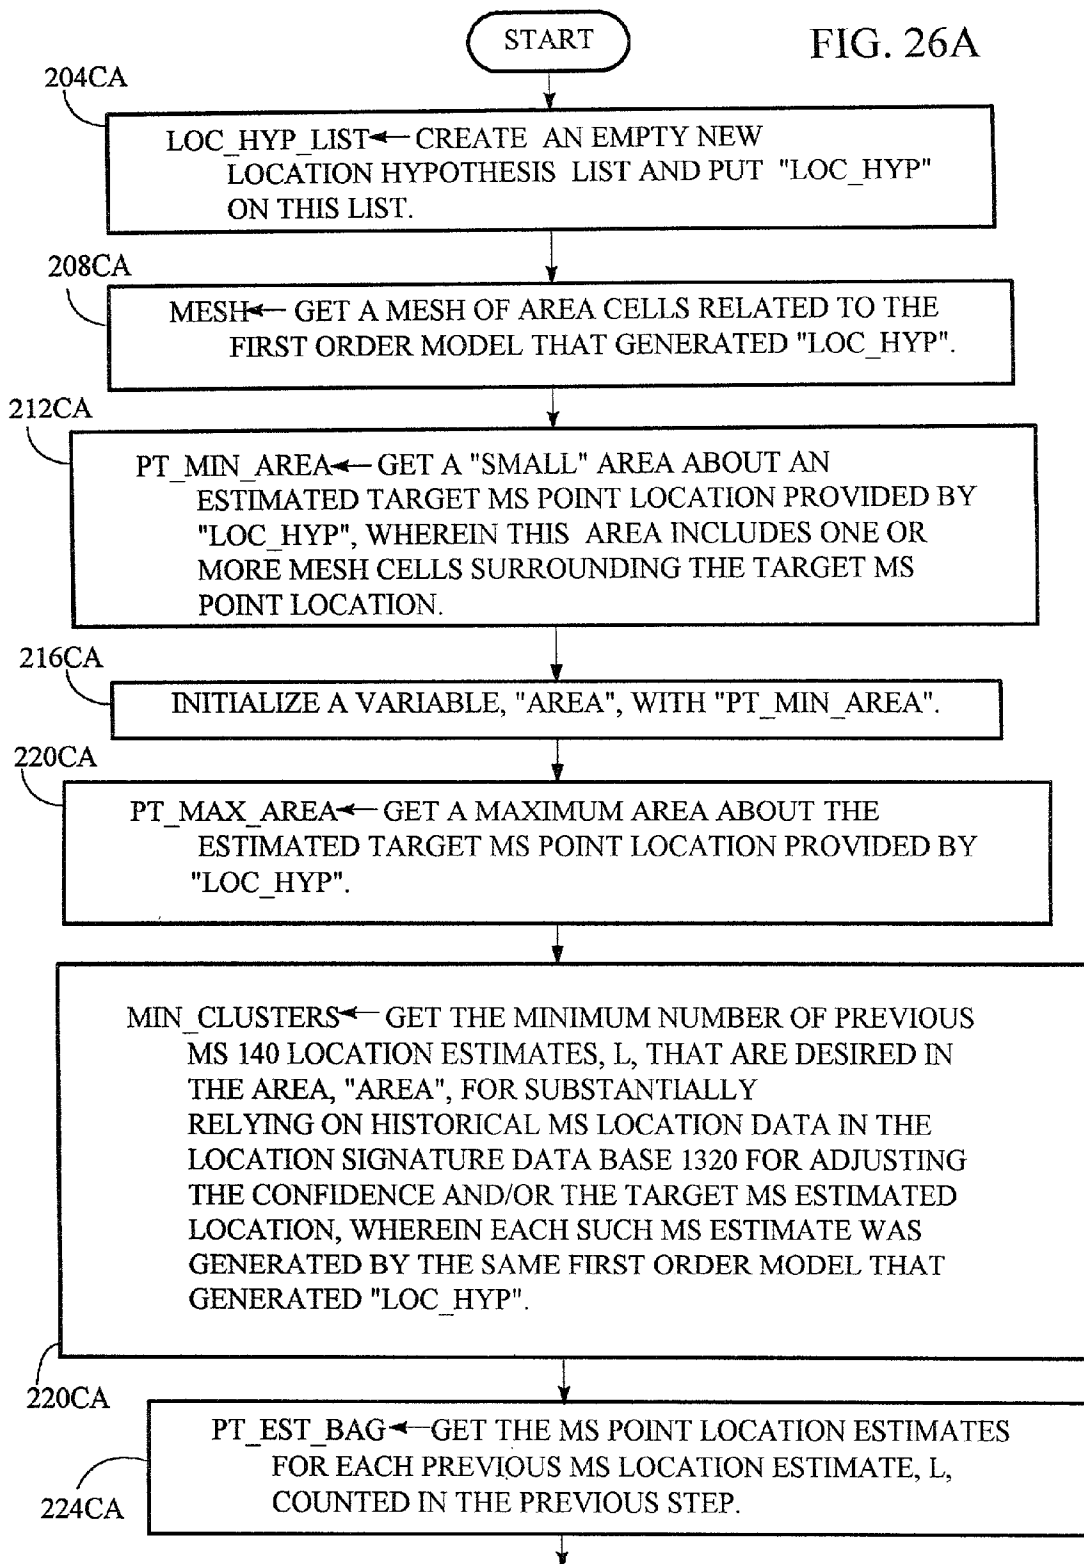 START
FIG. 26A
204CA
LOC_HYP_LIST← CREATE AN EMPTY NEW
LOCATION HYPOTHESIS LIST AND PUT "LOC_HYP"
ON THIS LIST.
208CA
MESH← GET A MESH OF AREA CELLS RELATED TO THE
FIRST ORDER MODEL THAT GENERATED "LOC_HYP".
212CA
PT_MIN_AREA← GET A "SMALL" AREA ABOUT AN
ESTIMATED TARGET MS POINT LOCATION PROVIDED BY
"LOC_HYP", WHEREIN THIS AREA INCLUDES ONE OR
MORE MESH CELLS SURROUNDING THE TARGET MS
POINT LOCATION.
216CA
INITIALIZE A VARIABLE, "AREA", WITH "PT_MIN_AREA".
220CA
PT_MAX_AREA← GET A MAXIMUM AREA ABOUT THE
ESTIMATED TARGET MS POINT LOCATION PROVIDED BY
"LOC_HYP".
MIN_CLUSTERS← GET THE MINIMUM NUMBER OF PREVIOUS
MS 140 LOCATION ESTIMATES, L, THAT ARE DESIRED IN
THE AREA, "AREA", FOR SUBSTANTIALLY
RELYING ON HISTORICAL MS LOCATION DATA IN THE
LOCATION SIGNATURE DATA BASE 1320 FOR ADJUSTING
THE CONFIDENCE AND/OR THE TARGET MS ESTIMATED
LOCATION, WHEREIN EACH SUCH MS ESTIMATE WAS
GENERATED BY THE SAME FIRST ORDER MODEL THAT
GENERATED "LOC_HYP".
220CA
PT_EST_BAG←GET THE MS POINT LOCATION ESTIMATES
FOR EACH PREVIOUS MS LOCATION ESTIMATE, L,
COUNTED IN THE PREVIOUS STEP.
224CA